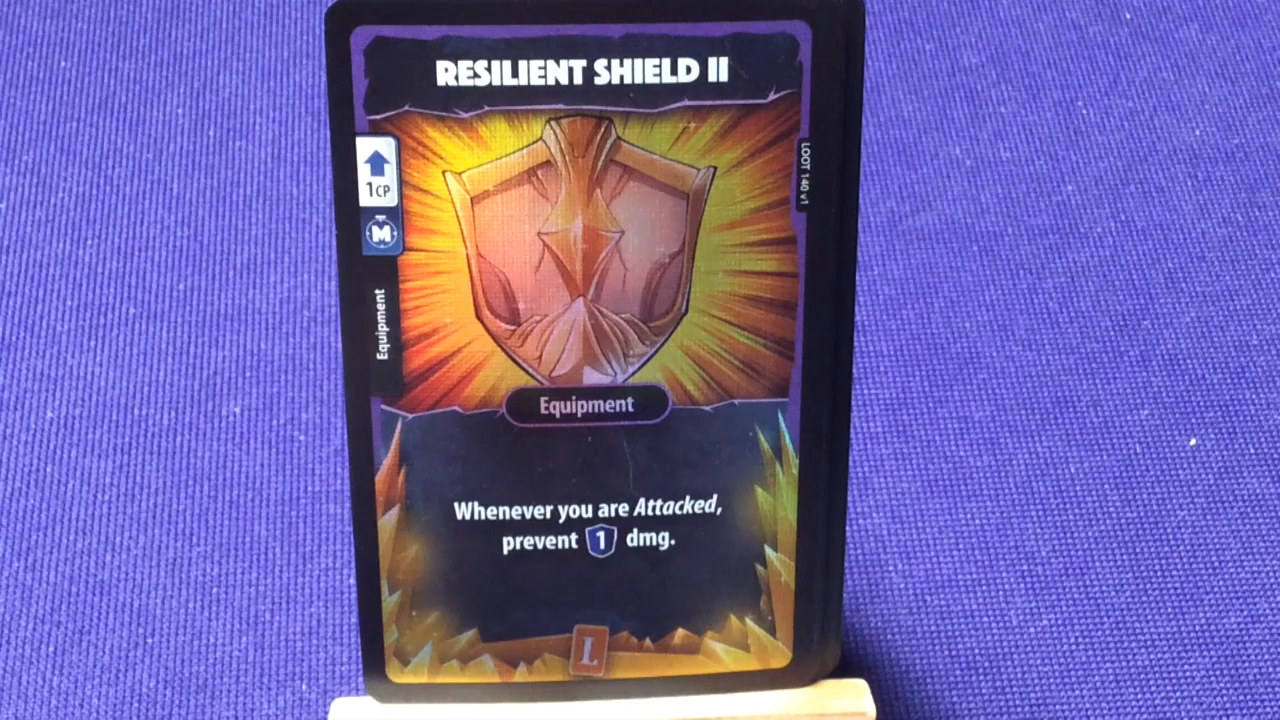 RESILIENT SHIELD II
1CP
M
Equipment
LOOT 140 v1
Equipment
Whenever you are Attacked,
prevent 1 dmg.
L